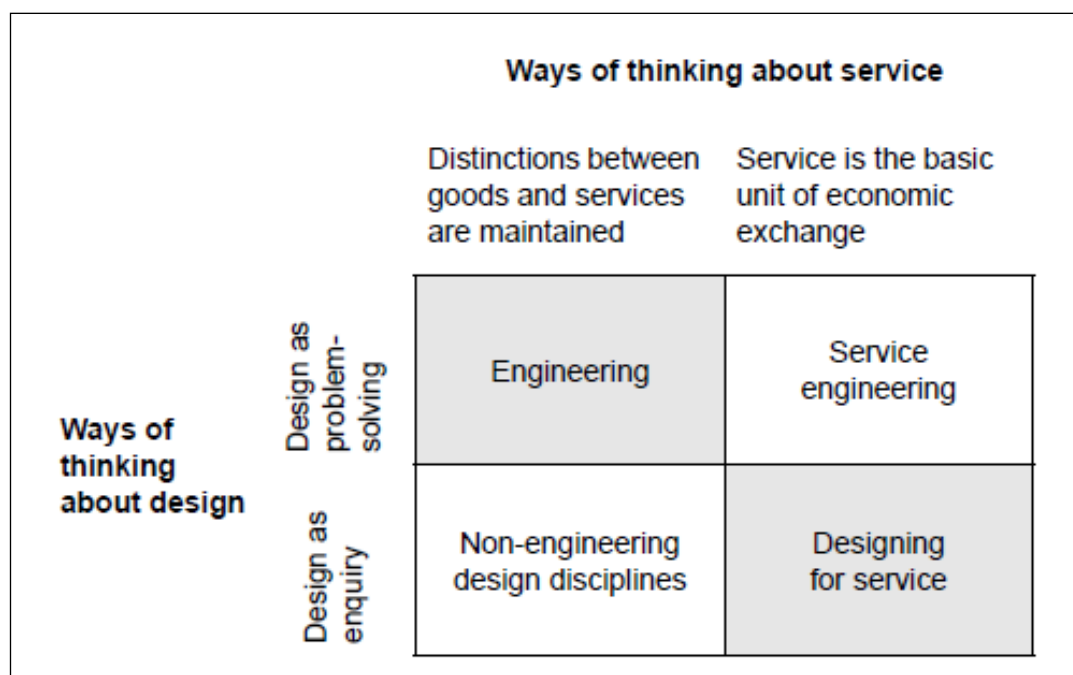 Ways of thinking about service
Distinctions between
goods and services
are maintained
Service is the basic
unit of economic
exchange
Ways of
thinking
about design
Design as
problem-
solving
Engineering
Service
engineering
Design as
enquiry
Non-engineering
design disciplines
Designing
for service